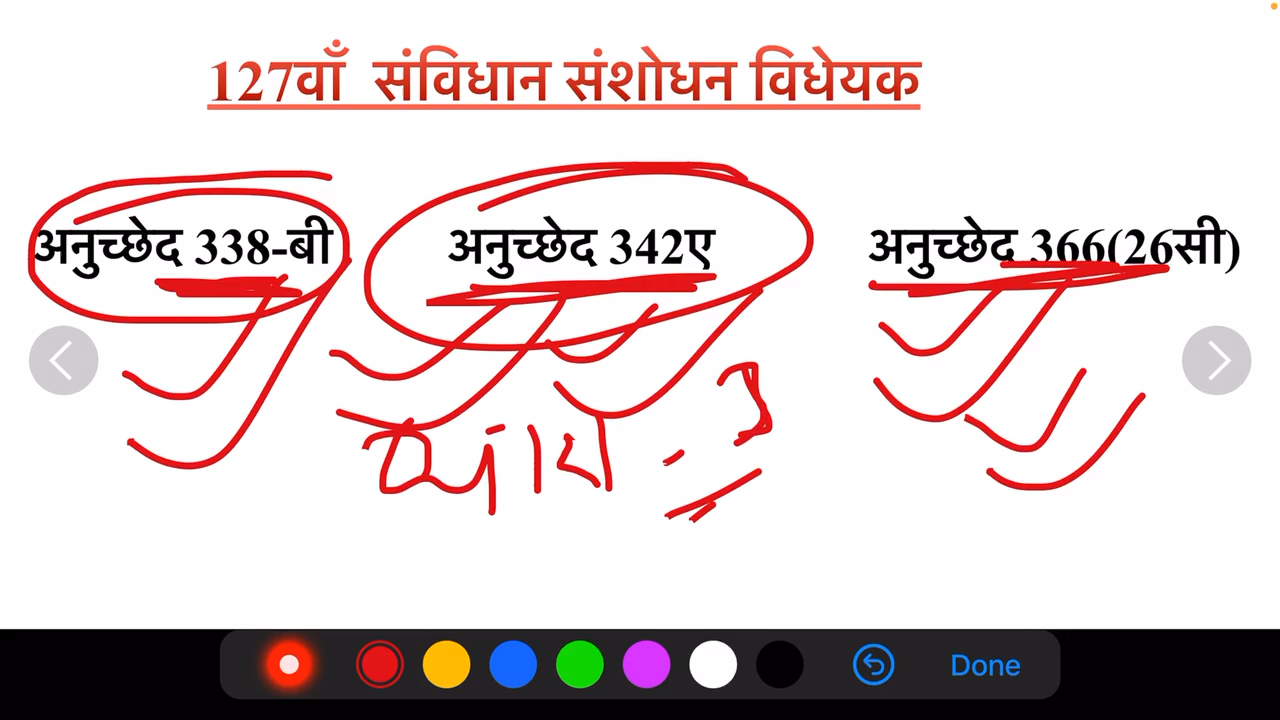 127वाँ संविधान संशोधन विधेयक
अनुच्छेद 338-बी अनुच्छेद 342ए अनुच्छेद 366(26सी)
Done